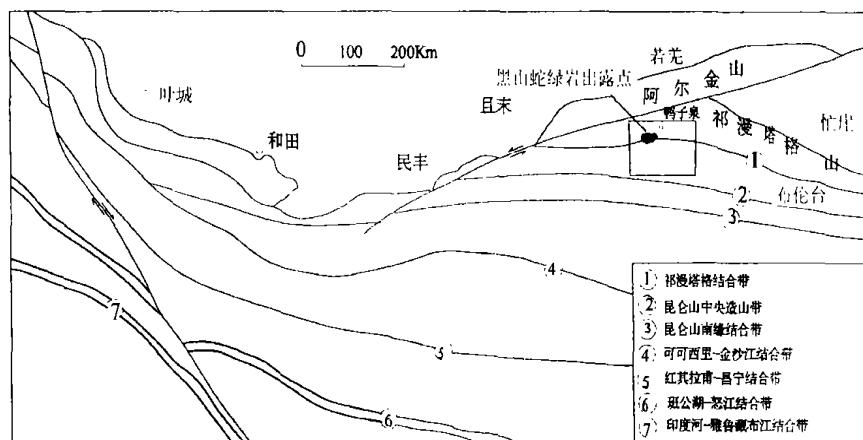 0 100 200Km
若羌
黑山蛇绿岩出露点
阿尔金山
叶城
且末
鸭子泉
祁漫塔格山
茫崖
和田
民丰
1
布伦台
2
3
4
5
6
7
① 祁漫塔格结合带
② 昆仑山中央造山带
③ 昆仑山南缘结合带
④ 可可西里-金沙江结合带
5 红其拉甫-昌宁结合带
⑥ 班公湖-怒江结合带
⑦ 印度河-雅鲁藏布江结合带